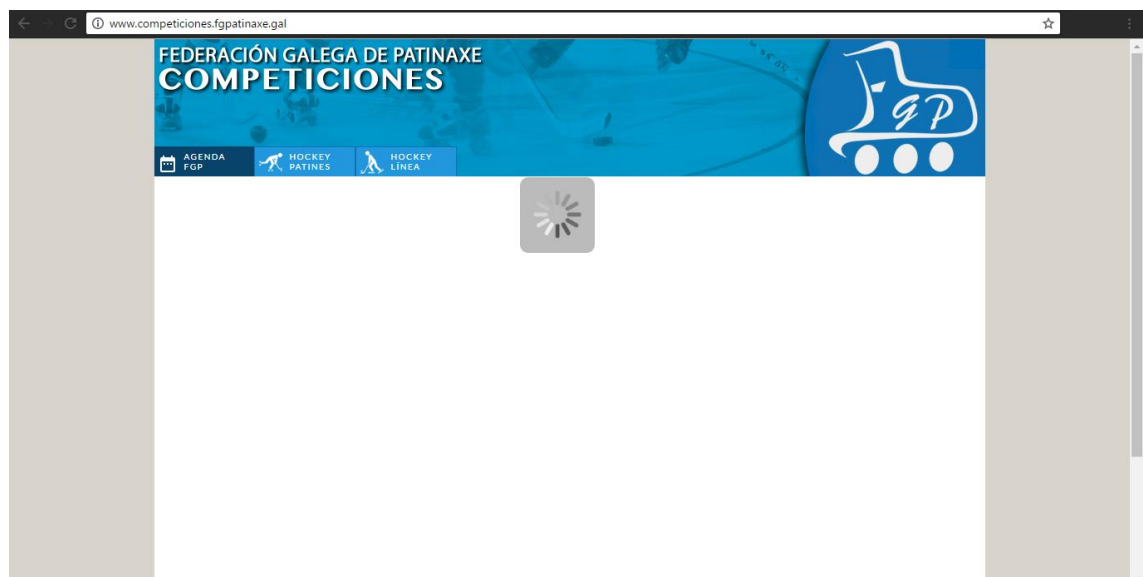 www.competiciones.fgpatinaxe.gal
FEDERACIÓN GALEGA DE PATINAXE
COMPETICIONES
FGP
AGENDA
FGP
HOCKEY
PATINES
HOCKEY
LÍNEA